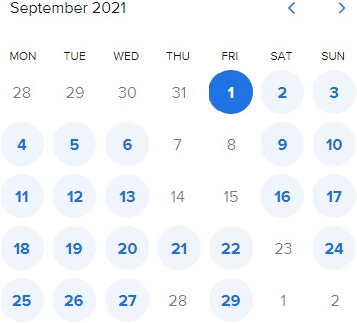 September 2021
MON TUE WED THU FRI SAT SUN
28 29 30 31 1 2 3
4 5 6 7 8 9 10
11 12 13 14 15 16 17
18 19 20 21 22 23 24
25 26 27 28 29 1 2